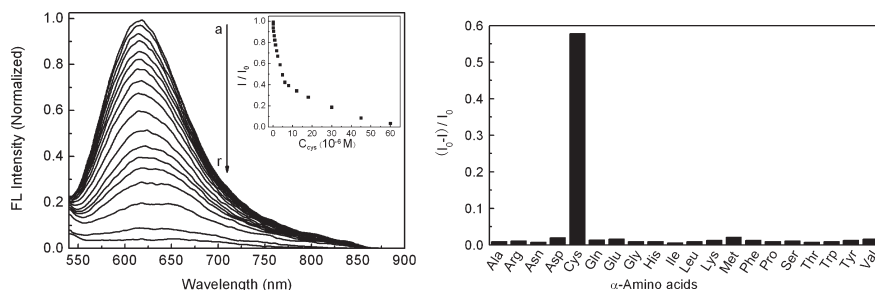 FL Intensity (Normalized)
1.0
0.8
0.6
0.4
0.2
0.0
550 600 650 700 750 800 850 900
Wavelength (nm)
a
r
I / I0
1.0
0.8
0.6
0.4
0.2
0.0
0 10 20 30 40 50 60
Ccys (10-6 M)
(I0-I) / I0
0.6
0.5
0.4
0.3
0.2
0.1
0.0
Ala Arg Asn Asp Cys Gln Glu Gly His Ile Leu Lys Met Phe Pro Ser Thr Trp Tyr Val
α-Amino acids